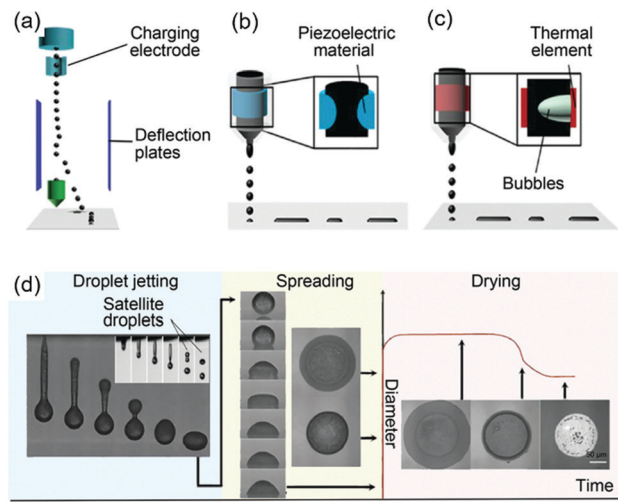 (a)
Charging
electrode
Deflection
plates
(b)
Piezoelectric
material
(c)
Thermal
element
Bubbles
(d)
Droplet jetting
Spreading
Drying
Satellite
droplets
Diameter
50 µm
Time